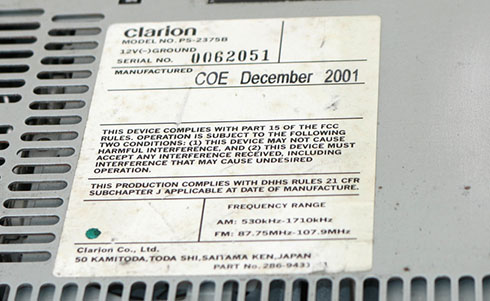 Clarion
MODEL NO. PS-2375B
12V(-)GROUND
SERIAL NO. 0062051
MANUFACTURED COE December 2001
THIS DEVICE COMPLIES WITH PART 15 OF THE FCC
RULES. OPERATION IS SUBJECT TO THE FOLLOWING
TWO CONDITIONS: (1) THIS DEVICE MAY NOT CAUSE
HARMFUL INTERFERENCE, AND (2) THIS DEVICE MUST
ACCEPT ANY INTERFERENCE RECEIVED, INCLUDING
INTERFERENCE THAT MAY CAUSE UNDESIRED
OPERATION.
THIS PRODUCTION COMPLIES WITH DHHS RULES 21 CFR
SUBCHAPTER J APPLICABLE AT DATE OF MANUFACTURE.
FREQUENCY RANGE
AM: 530kHz-1710kHz
FM: 87.75MHz-107.9MHz
Clarion Co., Ltd.
50 KAMITODA, TODA SHI, SAITAMA KEN, JAPAN
PART No.